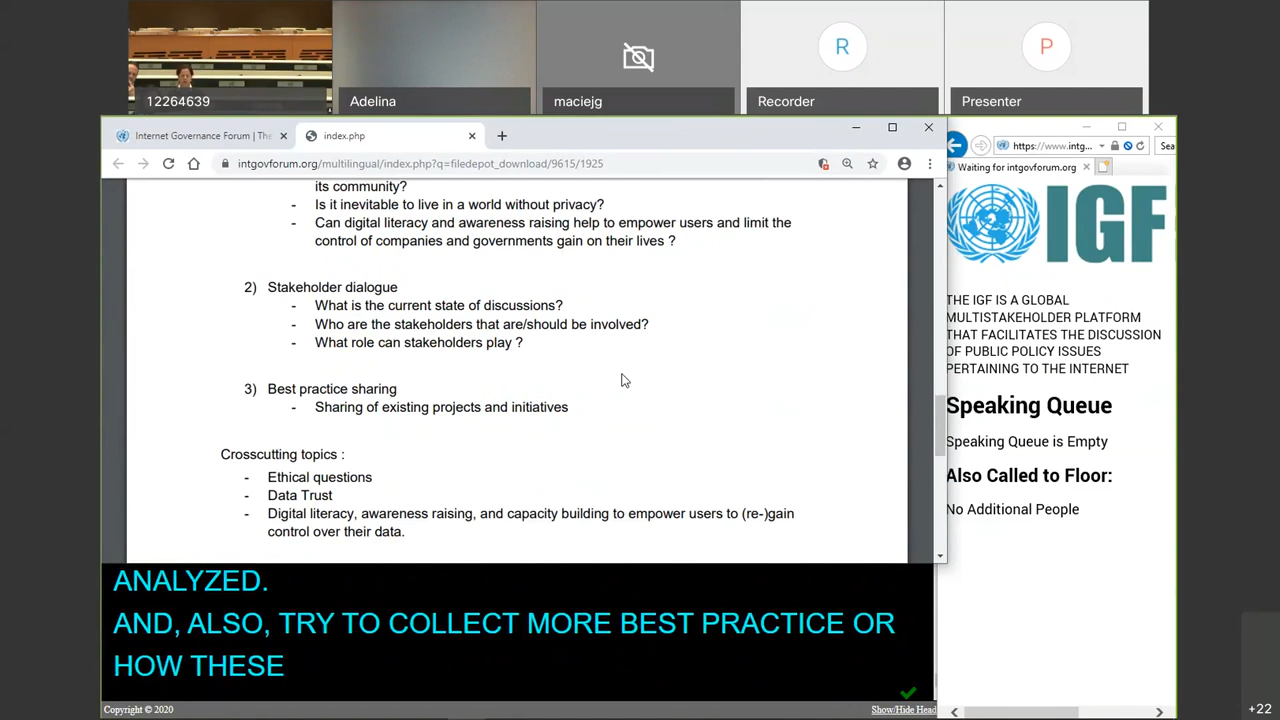 12264639
Adelina
maciejg
R
Recorder
P
Presenter
Internet Governance Forum | The
index.php
intgovforum.org/multilingual/index.php?q=filedepot_download/9615/1925
its community?
- Is it inevitable to live in a world without privacy?
- Can digital literacy and awareness raising help to empower users and limit the
control of companies and governments gain on their lives ?
2) Stakeholder dialogue
- What is the current state of discussions?
- Who are the stakeholders that are/should be involved?
- What role can stakeholders play ?
3) Best practice sharing
- Sharing of existing projects and initiatives
Crosscutting topics :
- Ethical questions
- Data Trust
- Digital literacy, awareness raising, and capacity building to empower users to (re-)gain
control over their data.
https://www.intg...
Sea
Waiting for intgovforum.org
IGF
THE IGF IS A GLOBAL
MULTISTAKEHOLDER PLATFORM
THAT FACILITATES THE DISCUSSION
OF PUBLIC POLICY ISSUES
PERTAINING TO THE INTERNET
Speaking Queue
Speaking Queue is Empty
Also Called to Floor:
No Additional People
ANALYZED.
AND, ALSO, TRY TO COLLECT MORE BEST PRACTICE OR
HOW THESE
Copyright © 2020
Show/Hide Head
+22